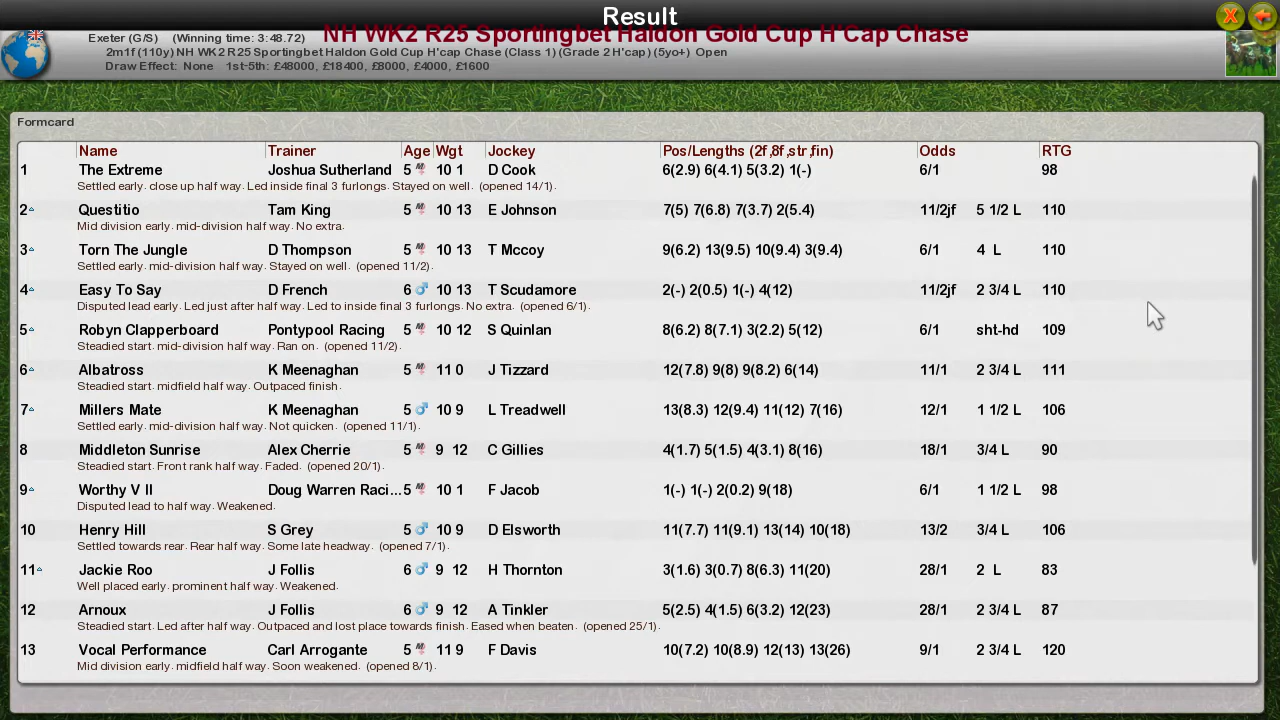 Result
NH WK2 R25 Sportingbet Haldon Gold Cup H'Cap Chase
Exeter (G/S) (Winning time: 3:48.72)
2m1f (110y) NH WK2 R25 Sportingbet Haldon Gold Cup H'cap Chase (Class 1) (Grade 2 H'cap) (5yo+) Open
Draw Effect: None 1st-5th: £48000, £18400, £8000, £4000, £1600
Formcard
Name Trainer Age Wgt Jockey Pos/Lengths (2f,8f,str,fin) Odds RTG
1 The Extreme Joshua Sutherland 5 10 1 D Cook 6(2.9) 6(4.1) 5(3.2) 1(-) 6/1 98
Settled early. close up half way. Led inside final 3 furlongs. Stayed on well. (opened 14/1).
2 Questitio Tam King 5 10 13 E Johnson 7(5) 7(6.8) 7(3.7) 2(5.4) 11/2jf 5 1/2 L 110
Mid division early. mid-division half way. No extra.
3 Torn The Jungle D Thompson 5 10 13 T Mccoy 9(6.2) 13(9.5) 10(9.4) 3(9.4) 6/1 4 L 110
Settled early. mid-division half way. Stayed on well. (opened 11/2).
4 Easy To Say D French 6 10 13 T Scudamore 2(-) 2(0.5) 1(-) 4(12) 11/2jf 2 3/4 L 110
Disputed lead early. Led just after half way. Led to inside final 3 furlongs. No extra. (opened 6/1).
5 Robyn Clapperboard Pontypool Racing 5 10 12 S Quinlan 8(6.2) 8(7.1) 3(2.2) 5(12) 6/1 sht-hd 109
Steadied start. mid-division half way. Ran on. (opened 11/2).
6 Albatross K Meenaghan 5 11 0 J Tizzard 12(7.8) 9(8) 9(8.2) 6(14) 11/1 2 3/4 L 111
Steadied start. midfield half way. Outpaced finish.
7 Millers Mate K Meenaghan 5 10 9 L Treadwell 13(8.3) 12(9.4) 11(12) 7(16) 12/1 1 1/2 L 106
Settled early. mid-division half way. Not quicken. (opened 11/1).
8 Middleton Sunrise Alex Cherrie 5 9 12 C Gillies 4(1.7) 5(1.5) 4(3.1) 8(16) 18/1 3/4 L 90
Steadied start. Front rank half way. Faded. (opened 20/1).
9 Worthy V II Doug Warren Raci... 5 10 1 F Jacob 1(-) 1(-) 2(0.2) 9(18) 6/1 1 1/2 L 98
Disputed lead to half way. Weakened.
10 Henry Hill S Grey 5 10 9 D Elsworth 11(7.7) 11(9.1) 13(14) 10(18) 13/2 3/4 L 106
Settled towards rear. Rear half way. Some late headway. (opened 7/1).
11 Jackie Roo J Follis 6 9 12 H Thornton 3(1.6) 3(0.7) 8(6.3) 11(20) 28/1 2 L 83
Well placed early. prominent half way. Weakened.
12 Arnoux J Follis 6 9 12 A Tinkler 5(2.5) 4(1.5) 6(3.2) 12(23) 28/1 2 3/4 L 87
Steadied start. Led after half way. Outpaced and lost place towards finish. Eased when beaten. (opened 25/1).
13 Vocal Performance Carl Arrogante 5 11 9 F Davis 10(7.2) 10(8.9) 12(13) 13(26) 9/1 2 3/4 L 120
Mid division early. midfield half way. Soon weakened. (opened 8/1).